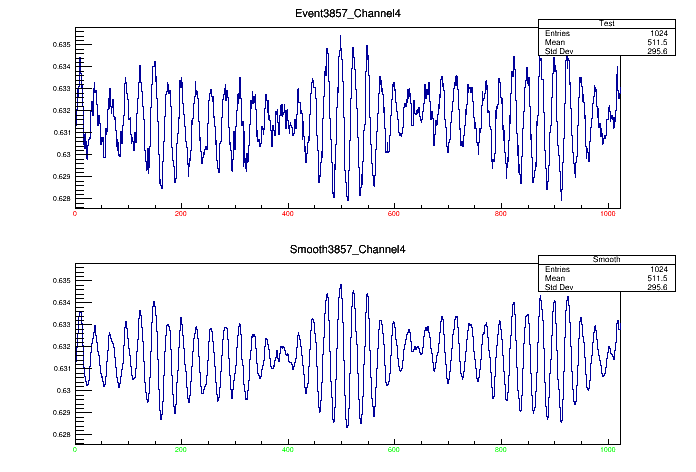 Event3857_Channel4
Test
Entries 1024
Mean 511.5
Std Dev 295.6
0.635
0.634
0.633
0.632
0.631
0.63
0.629
0.628
0 200 400 600 800 1000
Smooth3857_Channel4
Smooth
Entries 1024
Mean 511.5
Std Dev 295.6
0.635
0.634
0.633
0.632
0.631
0.63
0.629
0.628
0 200 400 600 800 1000